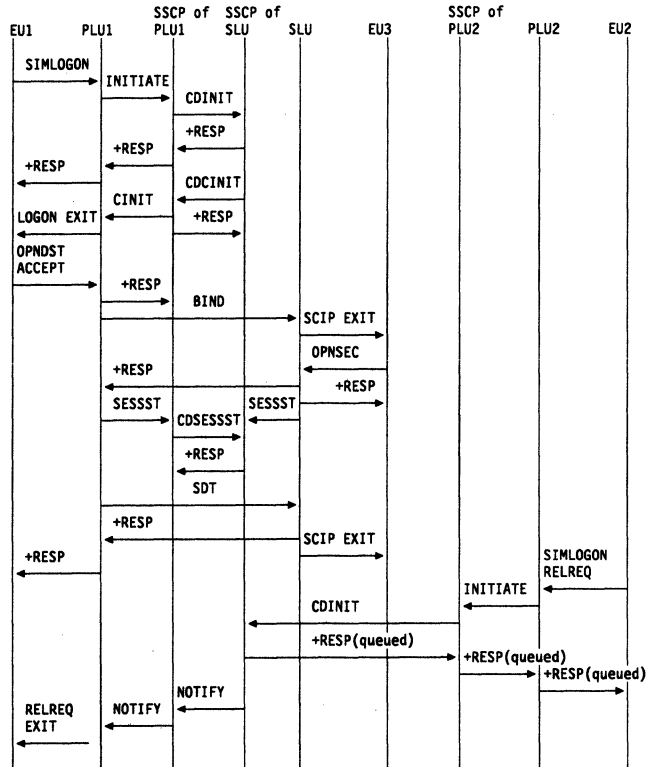 SSCP of SSCP of SSCP of
EU1 PLU1 PLU1 SLU SLU EU3 PLU2 PLU2 EU2
SIMLOGON
INITIATE
CDINIT
+RESP
+RESP
+RESP
CDCINIT
CINIT
LOGON EXIT +RESP
OPNDST
ACCEPT
+RESP
BIND
SCIP EXIT
OPNSEC
+RESP
+RESP
SESSST SESSST
CDSESSST
+RESP
SDT
+RESP
SCIP EXIT
+RESP SIMLOGON
RELREQ
INITIATE
CDINIT
+RESP(queued)
+RESP(queued)
+RESP(queued)
NOTIFY
RELREQ NOTIFY
EXIT